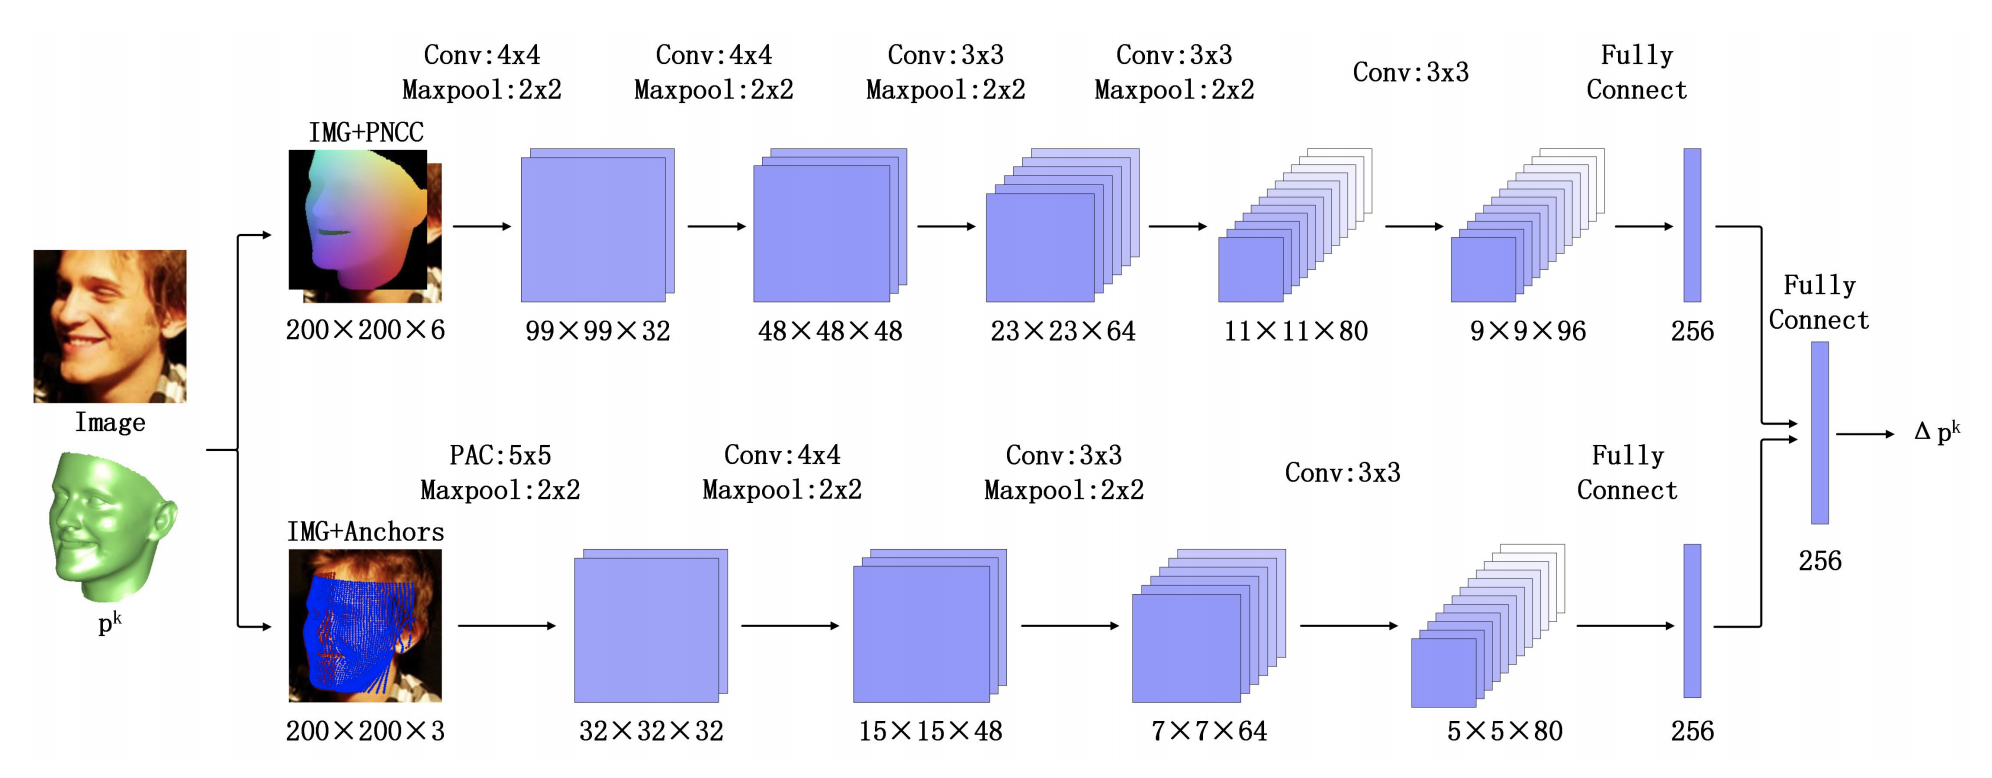 Conv:4x4
Maxpool:2x2
Conv:4x4
Maxpool:2x2
Conv:3x3
Maxpool:2x2
Conv:3x3
Maxpool:2x2
Conv:3x3
Fully
Connect
IMG+PNCC
200×200×6
99×99×32
48×48×48
23×23×64
11×11×80
9×9×96
256
Image
p^k
PAC:5x5
Maxpool:2x2
Conv:4x4
Maxpool:2x2
Conv:3x3
Maxpool:2x2
Conv:3x3
Fully
Connect
IMG+Anchors
200×200×3
32×32×32
15×15×48
7×7×64
5×5×80
256
Fully
Connect
256
Δ p^k